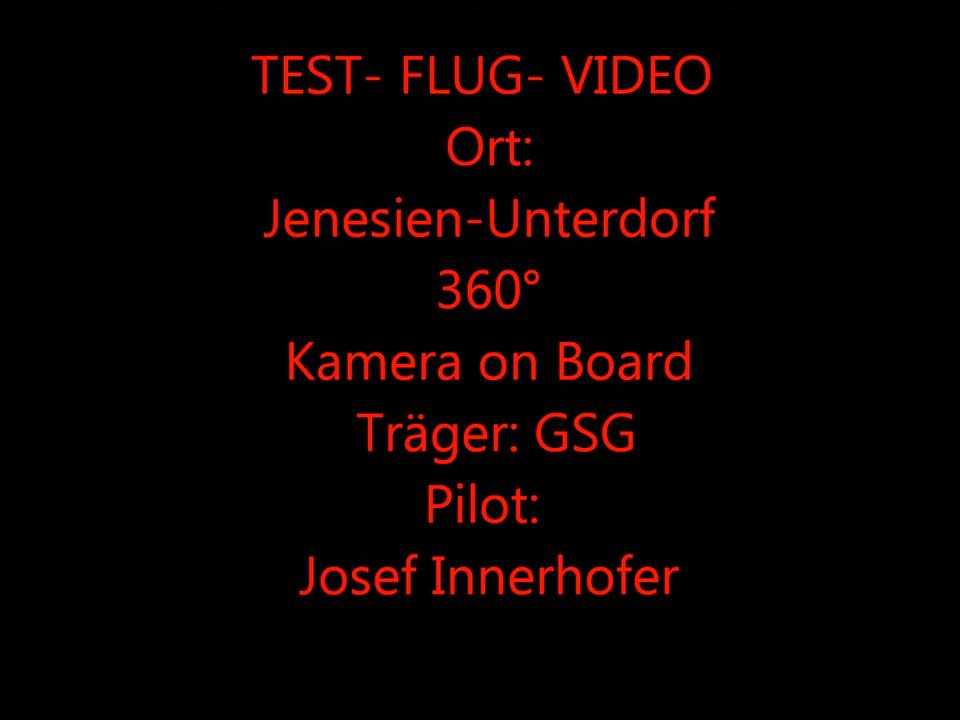 TEST- FLUG- VIDEO
Ort:
Jenesien-Unterdorf
360°
Kamera on Board
Träger: GSG
Pilot:
Josef Innerhofer